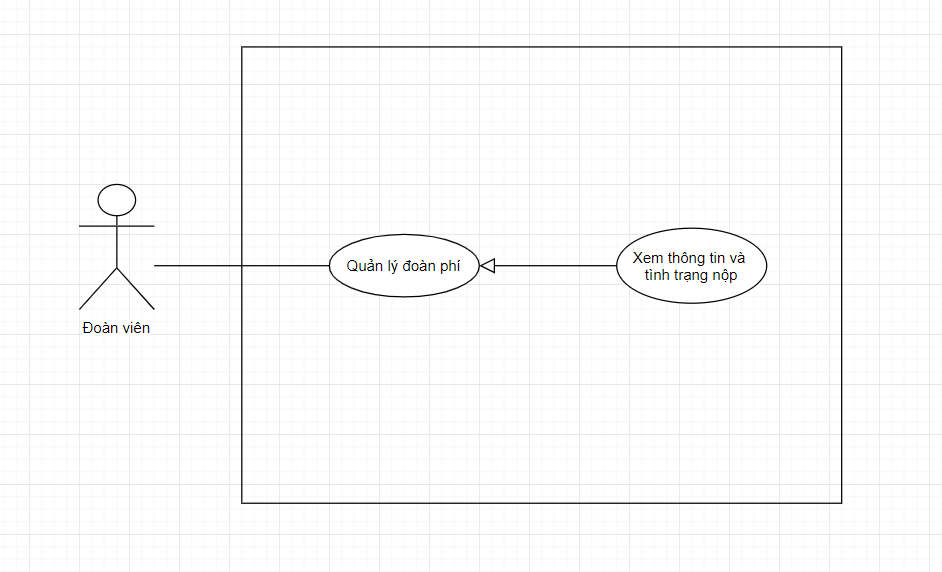 Quản lý đoàn phí
Xem thông tin và
tình trạng nộp
Đoàn viên